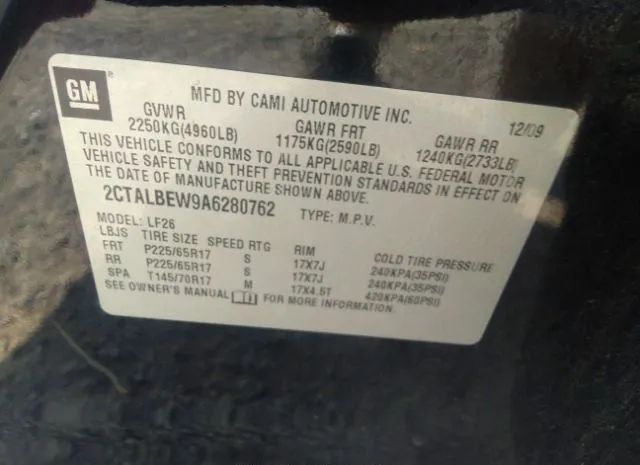 GM
MFD BY CAMI AUTOMOTIVE INC.
GVWR GAWR FRT GAWR RR 12/09
2250KG(4960LB) 1175KG(2590LB) 1240KG(2733LB)
THIS VEHICLE CONFORMS TO ALL APPLICABLE U.S. FEDERAL MOTOR
VEHICLE SAFETY AND THEFT PREVENTION STANDARDS IN EFFECT ON
THE DATE OF MANUFACTURE SHOWN ABOVE.
2CTALBEW9A6280762 TYPE: M.P.V.
MODEL: LF26
LBJS TIRE SIZE SPEED RTG RIM COLD TIRE PRESSURE
FRT P225/65R17 S 17X7J 240KPA(35PSI)
RR P225/65R17 S 17X7J 240KPA(35PSI)
SPA T145/70R17 M 17X4.5T 420KPA(60PSI)
SEE OWNER'S MANUAL FOR MORE INFORMATION.